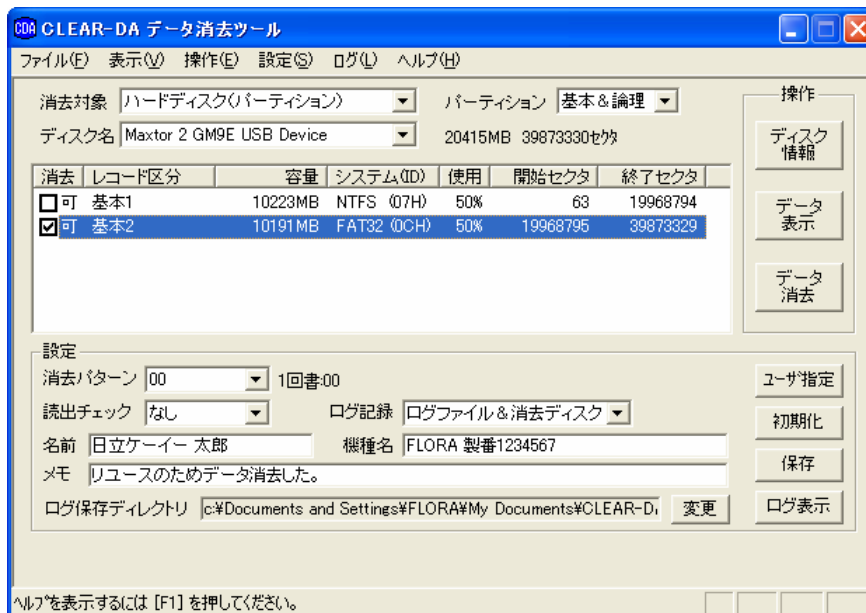 CDA CLEAR-DA データ消去ツール
ファイル(F) 表示(V) 操作(E) 設定(S) ログ(L) ヘルプ(H)
消去対象 ハードディスク(パーティション) パーティション 基本&論理
ディスク名 Maxtor 2 GM9E USB Device 20415MB 39873330セクタ
消去 レコード区分 容量 システム(ID) 使用 開始セクタ 終了セクタ
可 基本1 10223MB NTFS (07H) 50% 63 19968794
可 基本2 10191MB FAT32 (0CH) 50% 19968795 39873329
操作
ディスク
情報
データ
表示
データ
消去
設定
消去パターン 00 1回書:00
読出チェック なし ログ記録 ログファイル&消去ディスク
名前 日立ケーイー 太郎 機種名 FLORA 製番1234567
メモ リユースのためデータ消去した。
ログ保存ディレクトリ c:¥Documents and Settings¥FLORA¥My Documents¥CLEAR-D 変更
ユーザ指定
初期化
保存
ログ表示
ヘルプを表示するには [F1] を押してください。